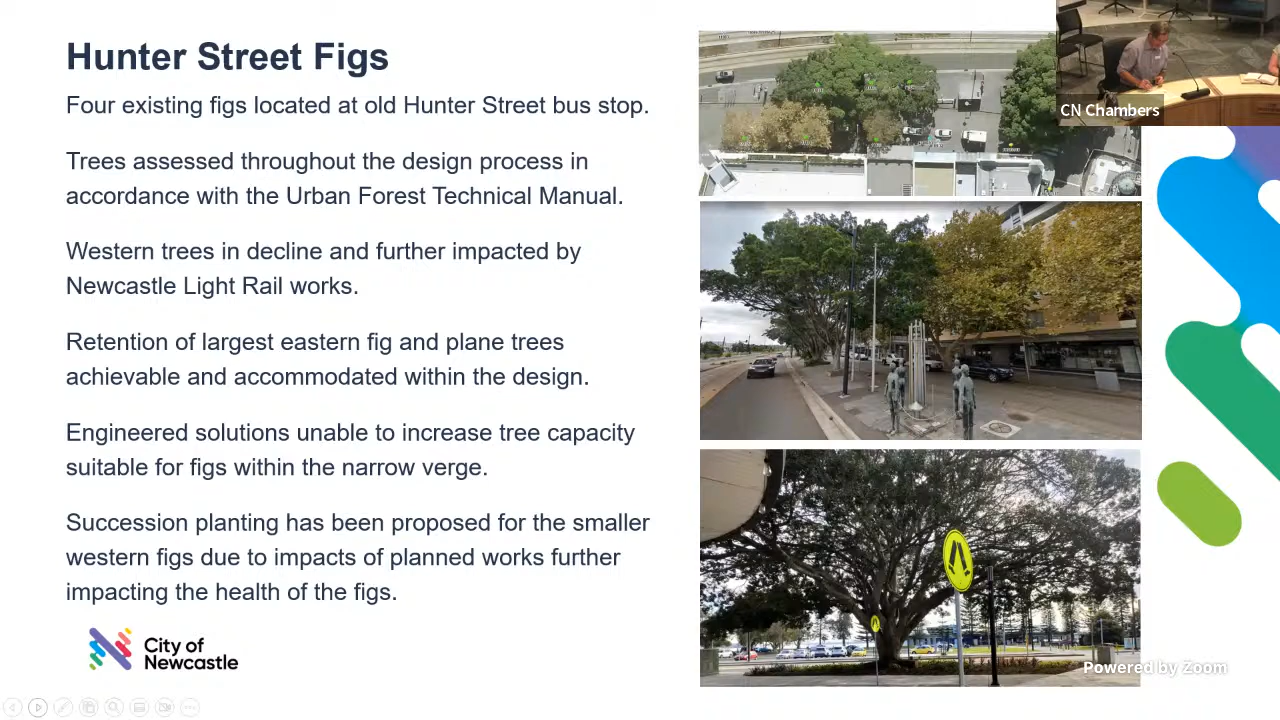 Hunter Street Figs
Four existing figs located at old Hunter Street bus stop.
Trees assessed throughout the design process in
accordance with the Urban Forest Technical Manual.
Western trees in decline and further impacted by
Newcastle Light Rail works.
Retention of largest eastern fig and plane trees
achievable and accommodated within the design.
Engineered solutions unable to increase tree capacity
suitable for figs within the narrow verge.
Succession planting has been proposed for the smaller
western figs due to impacts of planned works further
impacting the health of the figs.
City of
Newcastle
CN Chambers
Powered by Zoom